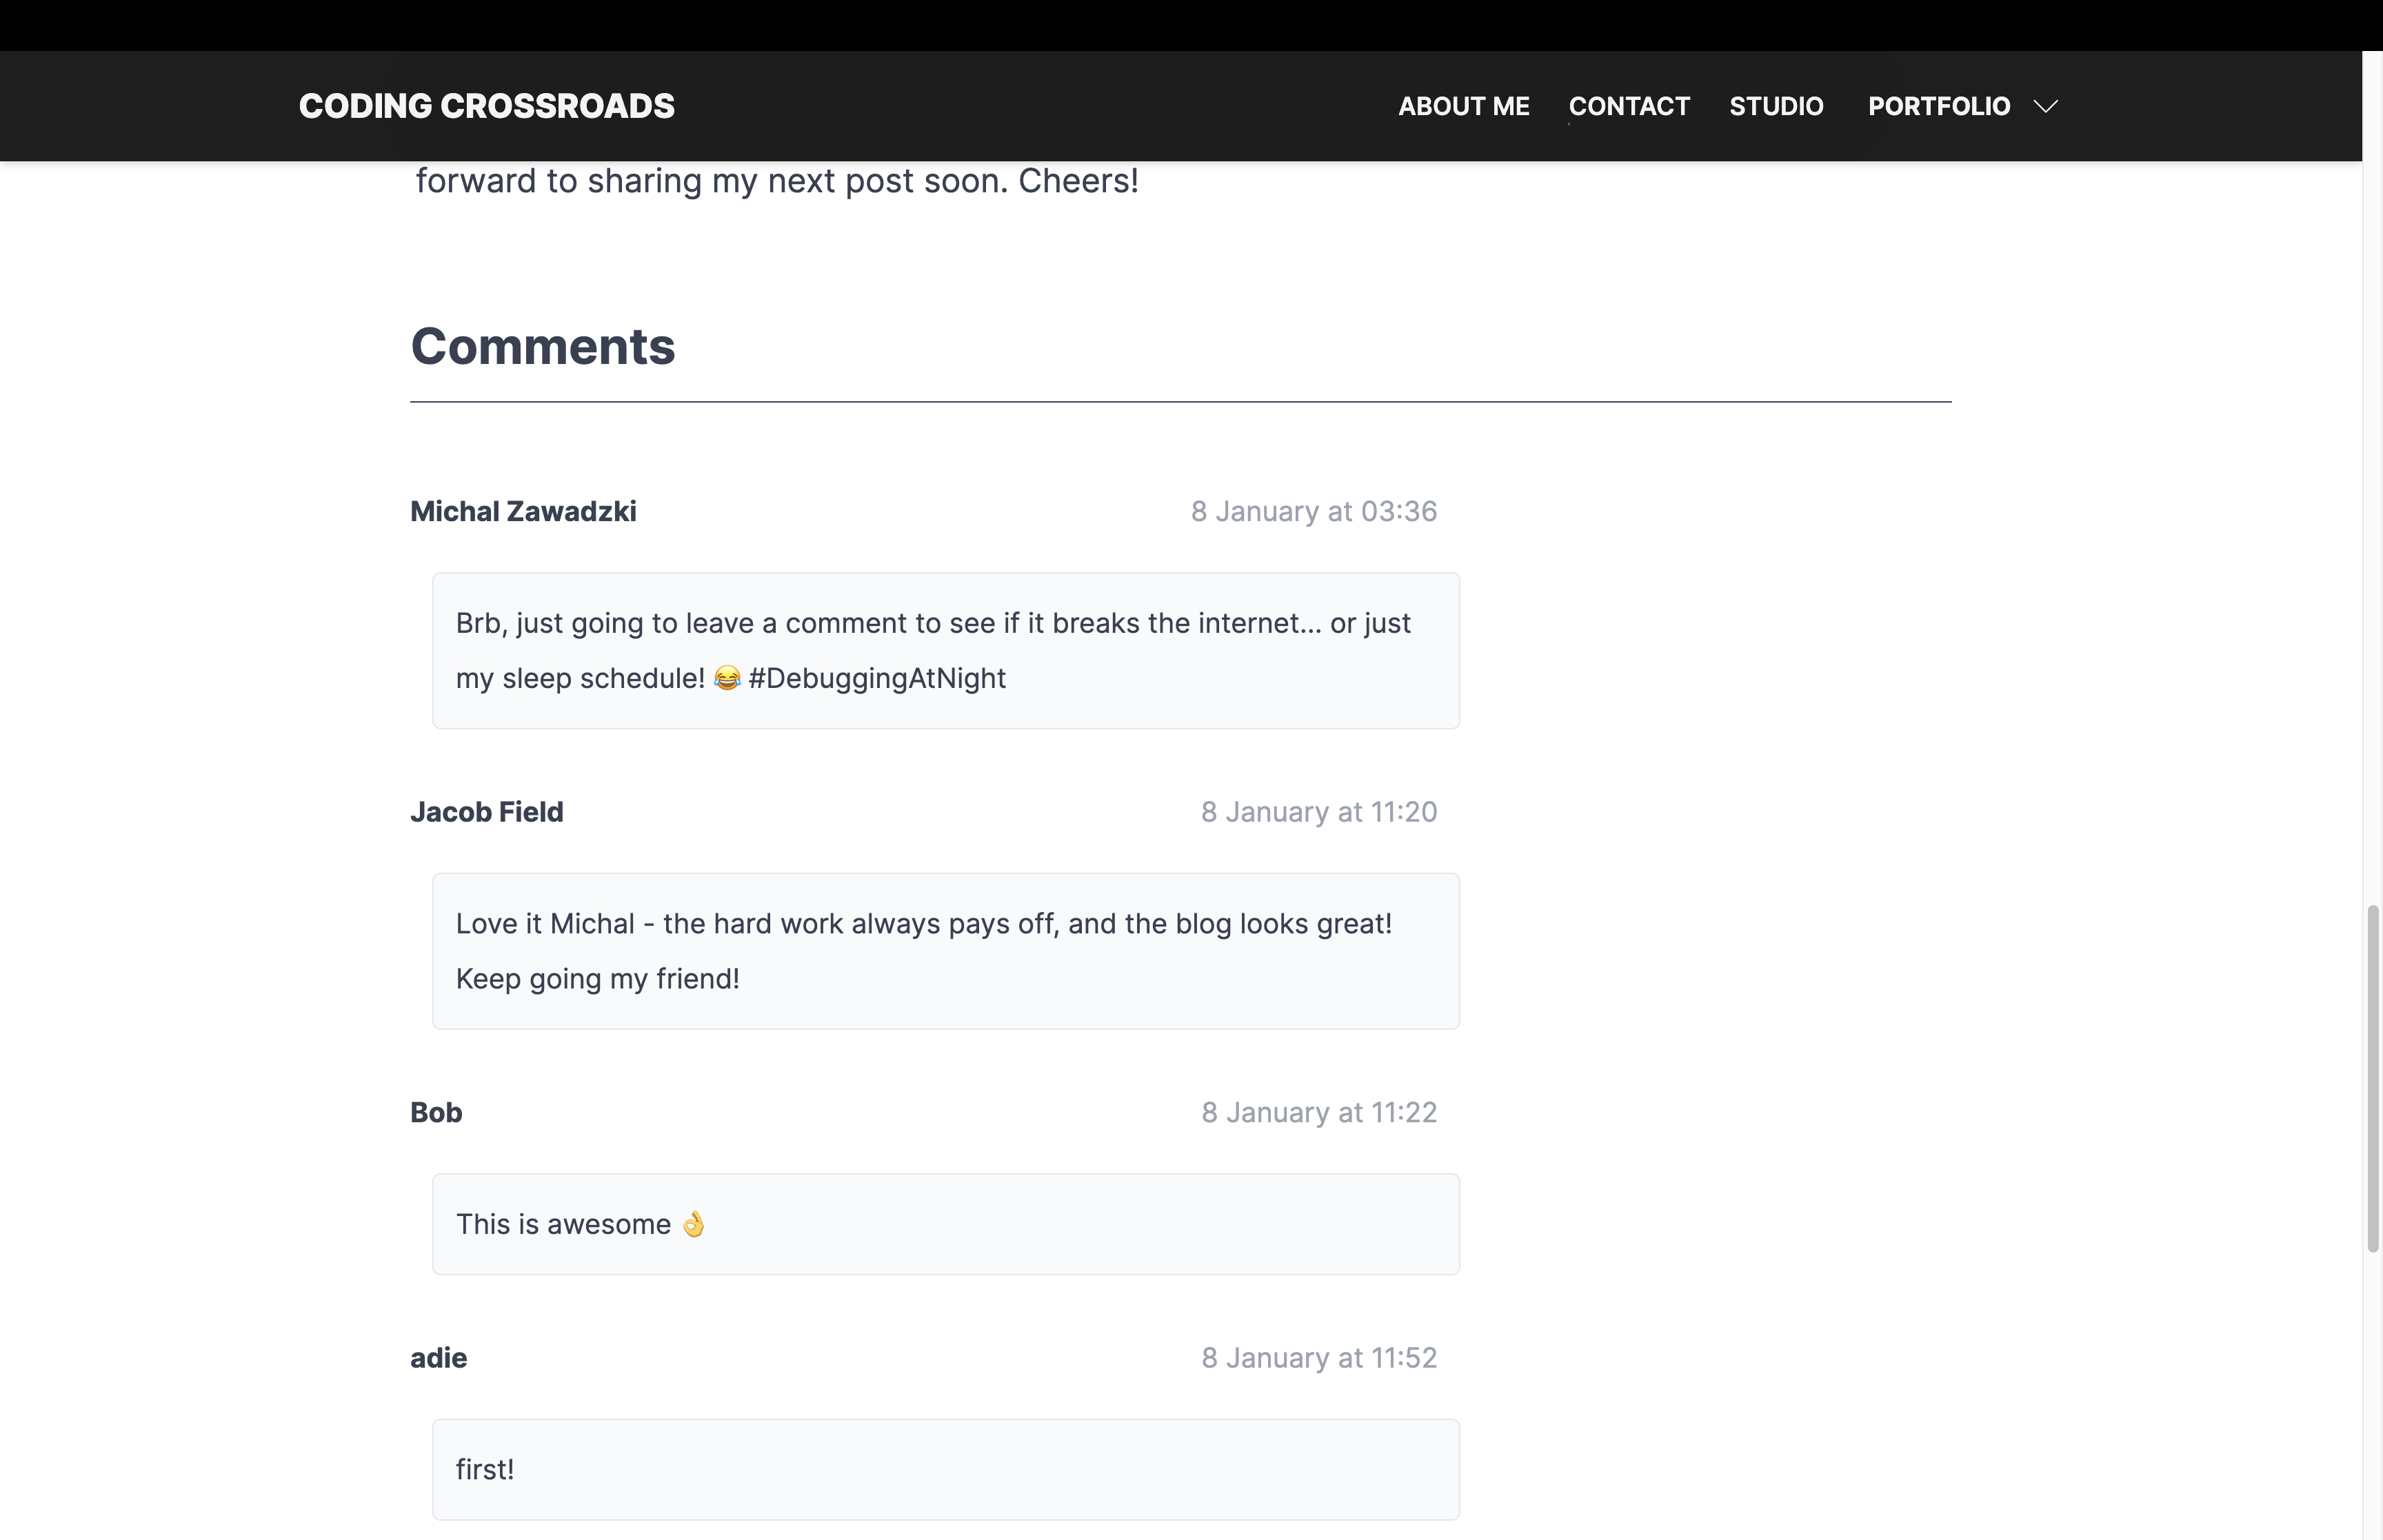 CODING CROSSROADS
ABOUT ME
CONTACT
STUDIO
PORTFOLIO
forward to sharing my next post soon. Cheers!
Comments
Michal Zawadzki
8 January at 03:36
Brb, just going to leave a comment to see if it breaks the internet... or just
my sleep schedule! 😂 #DebuggingAtNight
Jacob Field
8 January at 11:20
Love it Michal - the hard work always pays off, and the blog looks great!
Keep going my friend!
Bob
8 January at 11:22
This is awesome 👌
adie
8 January at 11:52
first!